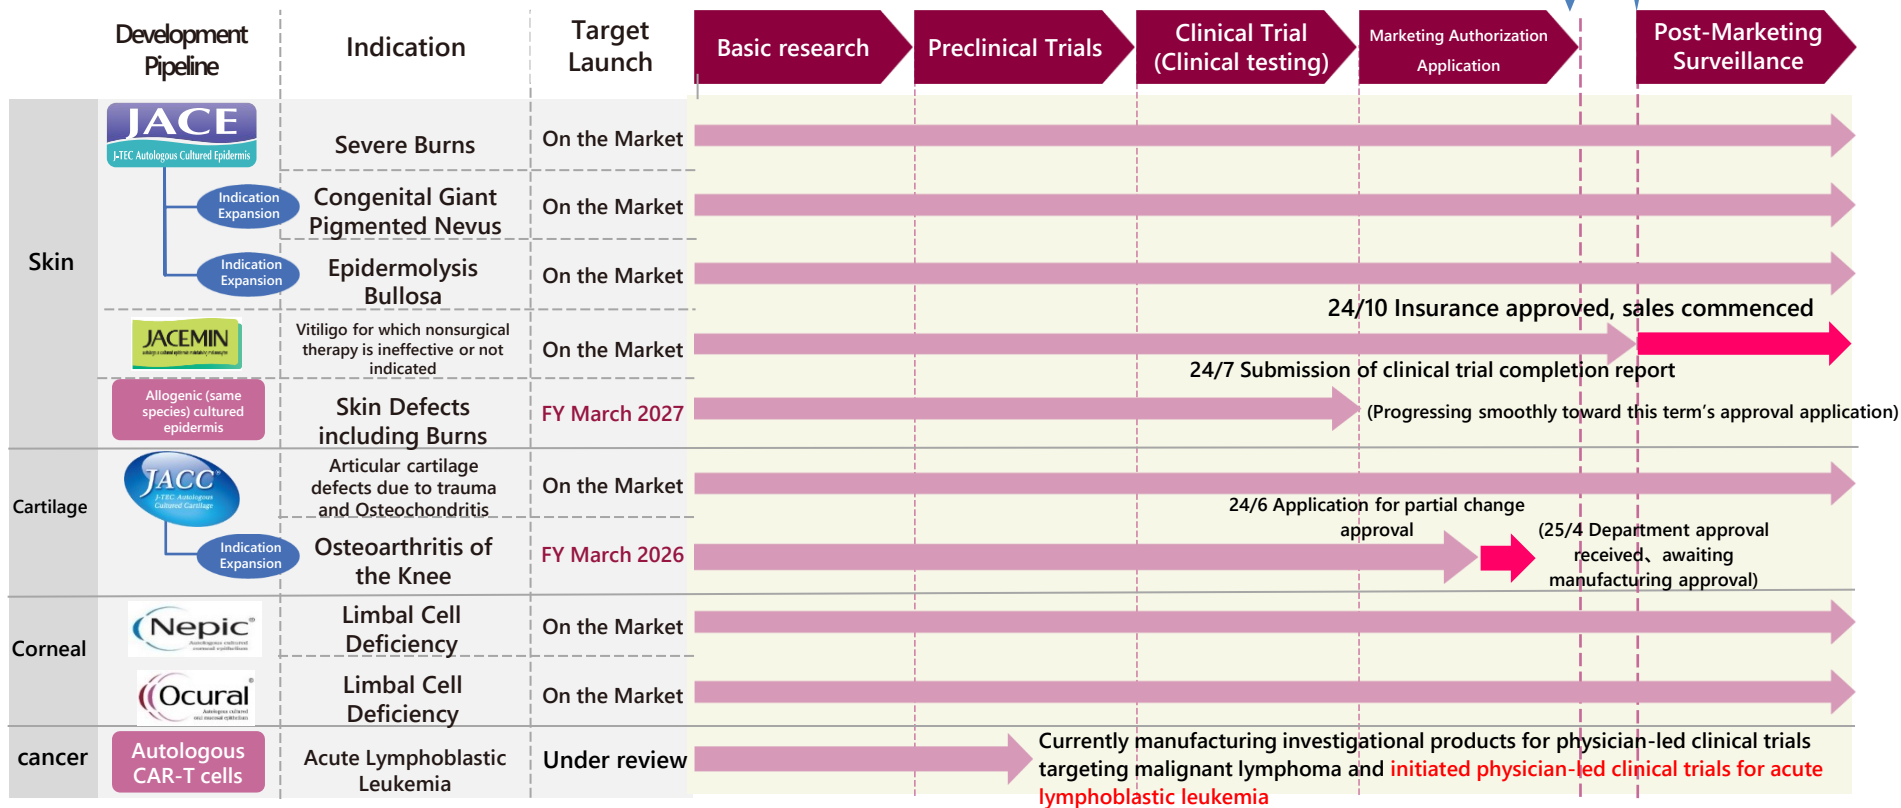 Development
Pipeline
Indication
Target
Launch
Basic research
Preclinical Trials
Clinical Trial
(Clinical testing)
Marketing Authorization
Application
Post-Marketing
Surveillance
Skin
JACE
J-TEC Autologous Cultured Epidermis
Severe Burns
On the Market
Indication
Expansion
Congenital Giant
Pigmented Nevus
On the Market
Indication
Expansion
Epidermolysis
Bullosa
On the Market
24/10 Insurance approved, sales commenced
JACEMIN
Vitiligo for which nonsurgical
therapy is ineffective or not
indicated
On the Market
24/7 Submission of clinical trial completion report
Allogenic (same
species) cultured
epidermis
Skin Defects
including Burns
FY March 2027
(Progressing smoothly toward this term's approval application)
Cartilage
JACC®
J-TEC Autologous
Cultured Cartilage
Articular cartilage
defects due to trauma
and Osteochondritis
On the Market
24/6 Application for partial change
approval
Indication
Expansion
Osteoarthritis of
the Knee
FY March 2026
(25/4 Department approval
received、awaiting
manufacturing approval)
Corneal
Nepic®
Autologous cultured
corneal epithelium
Limbal Cell
Deficiency
On the Market
Ocural®
Autologous cultured
oral mucosal epithelium
Limbal Cell
Deficiency
On the Market
cancer
Autologous
CAR-T cells
Acute Lymphoblastic
Leukemia
Under review
Currently manufacturing investigational products for physician-led clinical trials
targeting malignant lymphoma and initiated physician-led clinical trials for acute
lymphoblastic leukemia